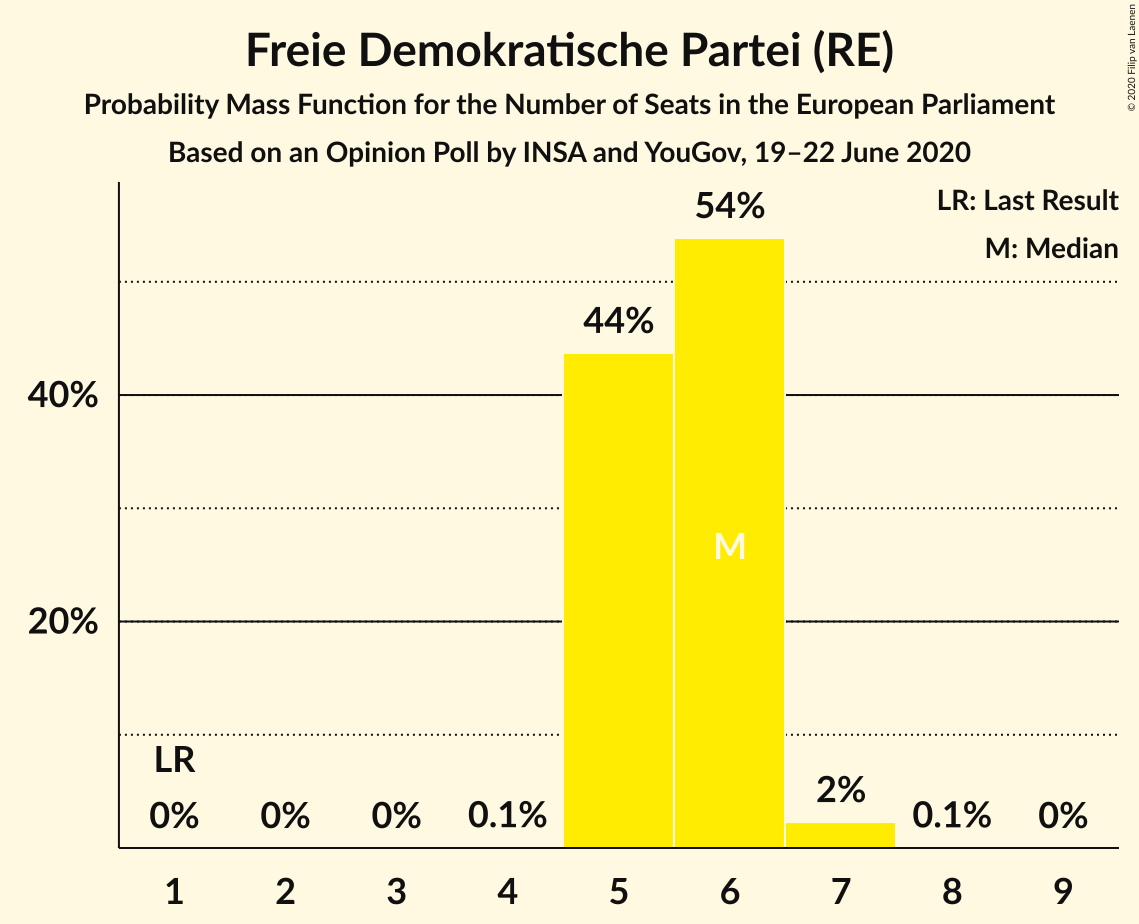 Freie Demokratische Partei (RE)
Probability Mass Function for the Number of Seats in the European Parliament
Based on an Opinion Poll by INSA and YouGov, 19–22 June 2020
© 2020 Filip van Laenen
LR: Last Result
M: Median
54%
44%
40%
M
20%
LR
0%
0%
0%
0.1%
2%
0.1%
0%
1 2 3 4 5 6 7 8 9